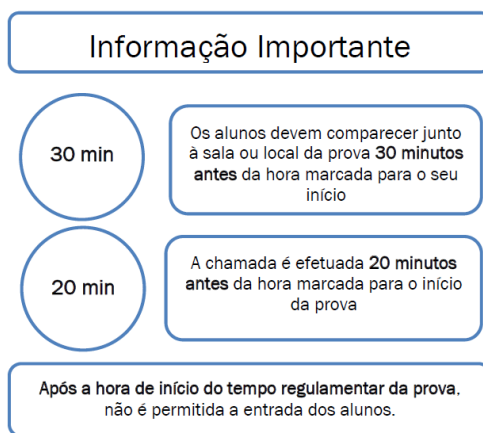 Informação Importante
30 min
Os alunos devem comparecer junto
à sala ou local da prova 30 minutos
antes da hora marcada para o seu
início
20 min
A chamada é efetuada 20 minutos
antes da hora marcada para o início
da prova
Após a hora de início do tempo regulamentar da prova,
não é permitida a entrada dos alunos.